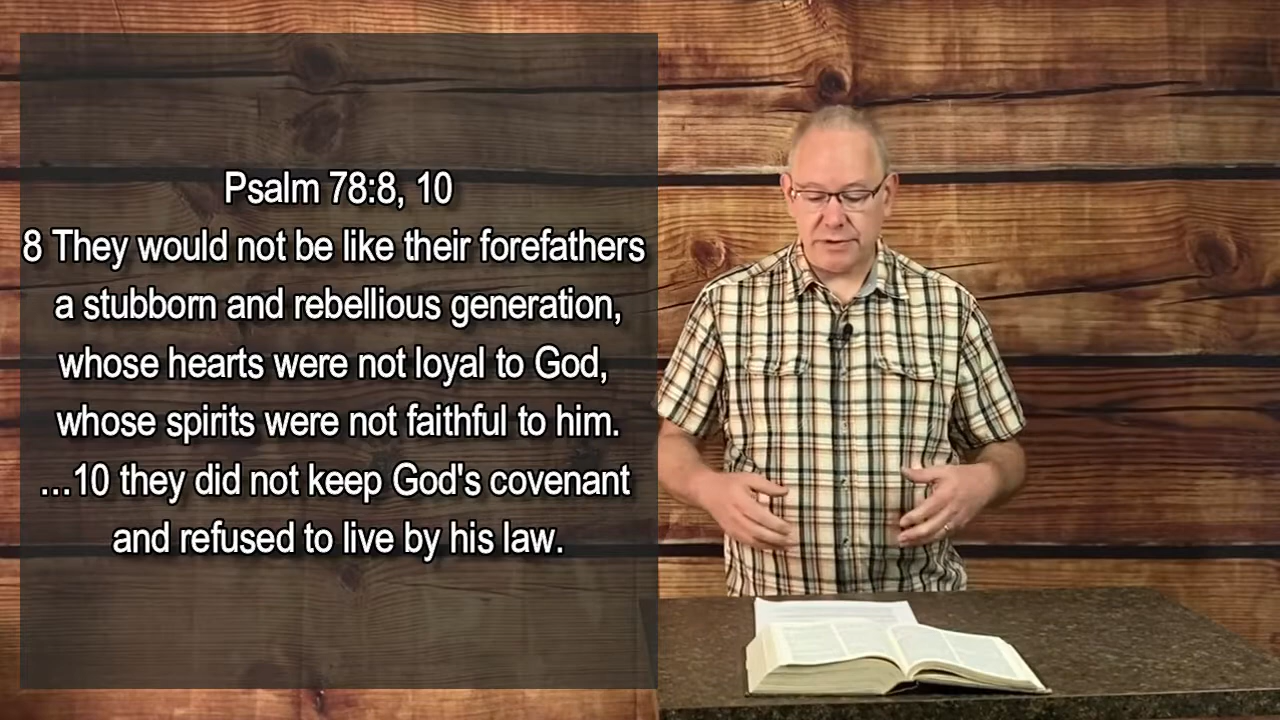 Psalm 78:8, 10
8 They would not be like their forefathers
a stubborn and rebellious generation,
whose hearts were not loyal to God,
whose spirits were not faithful to him.
...10 they did not keep God's covenant
and refused to live by his law.